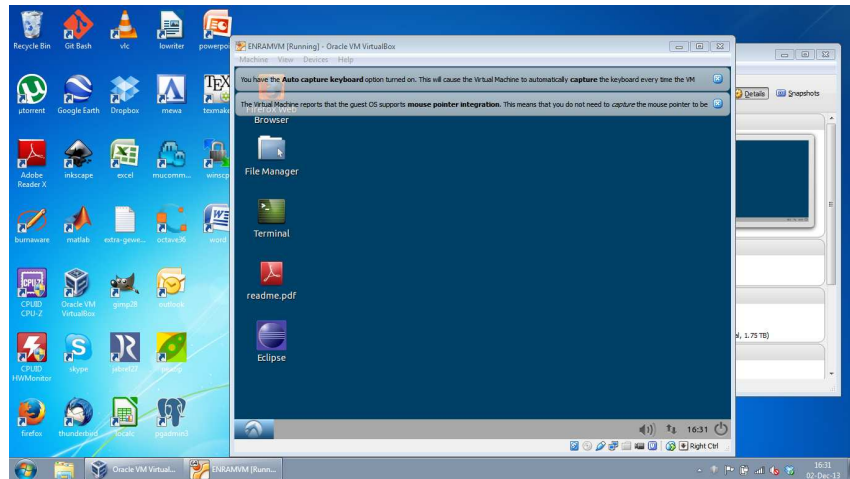 Recycle Bin
Git Bash
vlc
lowriter
powerpo
µtorrent
Google Earth
Dropbox
mewa
texmake
Adobe
Reader X
inkscape
excel
mucomm...
winscp
burnaware
matlab
extra-gewe...
octave36
word
CPUID
CPU-Z
Oracle VM
VirtualBox
gimp28
outlook
CPUID
HWMonitor
skype
firefox
thunderbird
localc
pgadmin3
ENRAMVM [Running] - Oracle VM VirtualBox
Machine View Devices Help
You have the Auto capture keyboard option turned on. This will cause the Virtual Machine to automatically capture the keyboard every time the VM
The Virtual Machine reports that the guest OS supports mouse pointer integration. This means that you do not need to capture the mouse pointer to be
Firefox Web
Browser
File Manager
Terminal
readme.pdf
Eclipse
16:31
Right Ctrl
Details
Snapshots
al, 1.75 TB)
Oracle VM Virtual...
ENRAMVM [Runn...
16:31
02-Dec-13